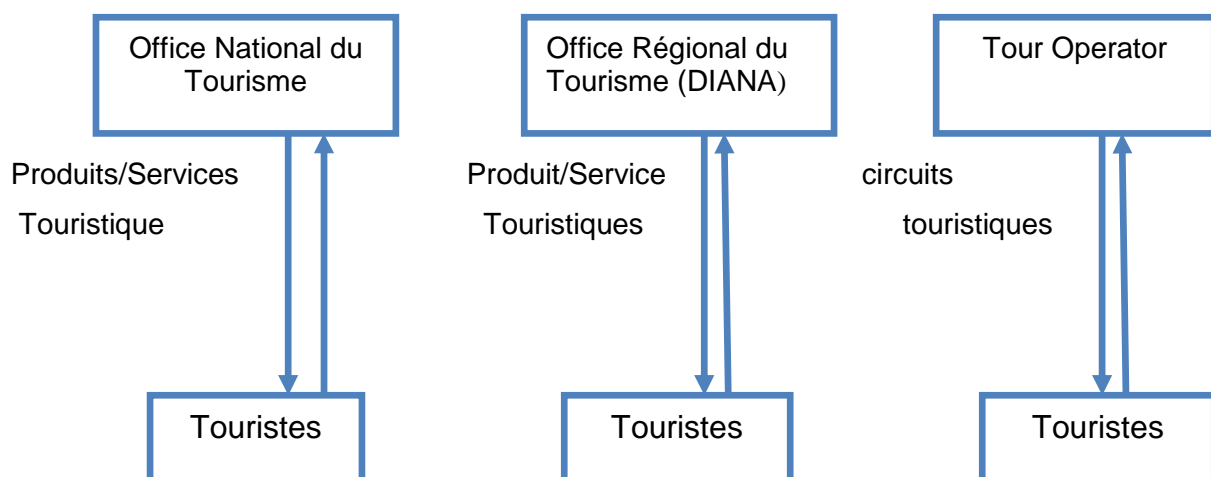 Office National du
Tourisme
Office Régional du
Tourisme (DIANA)
Tour Operator
Produits/Services
Touristique
Produit/Service
Touristiques
circuits
touristiques
Touristes
Touristes
Touristes